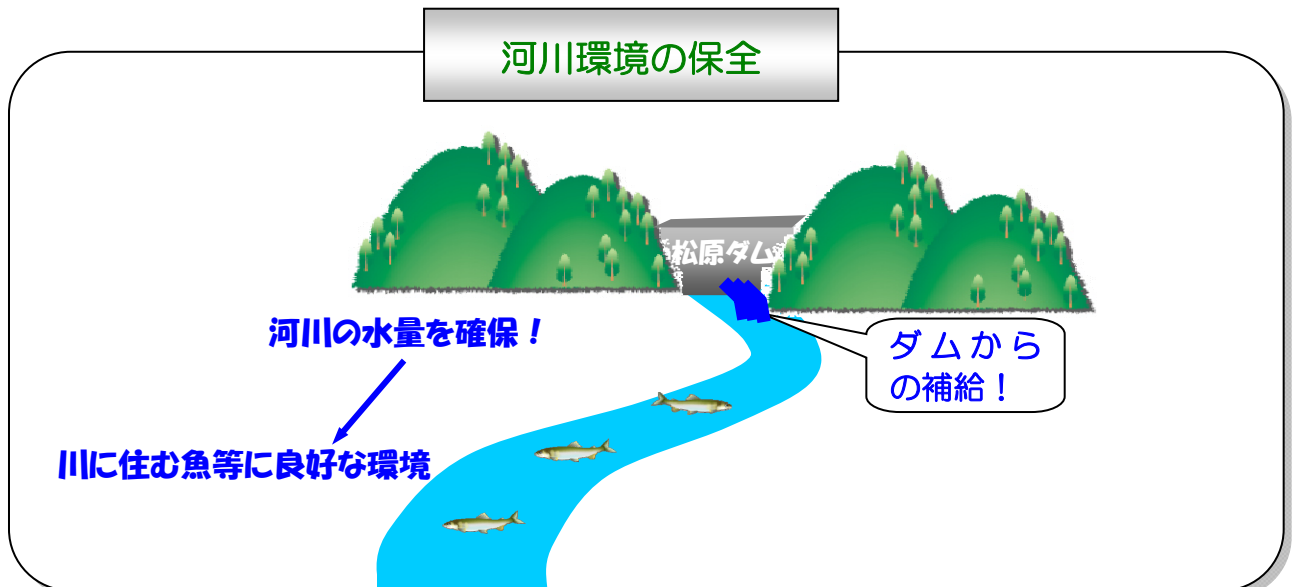 河川環境の保全
松原ダム
河川の水量を確保！
ダムから
の補給！
川に住む魚等に良好な環境